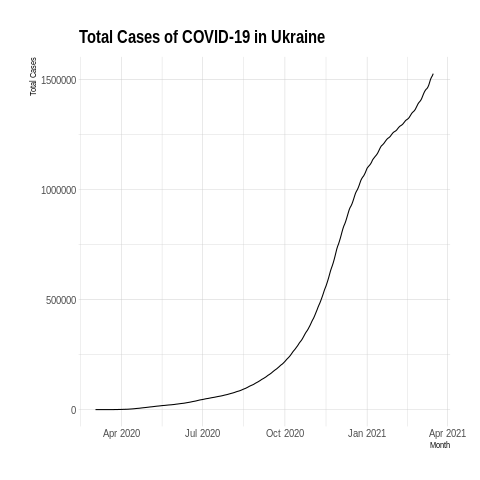 Total Cases of COVID-19 in Ukraine
Total Cases
1500000
1000000
500000
0
Apr 2020 Jul 2020 Oct 2020 Jan 2021 Apr 2021
Month